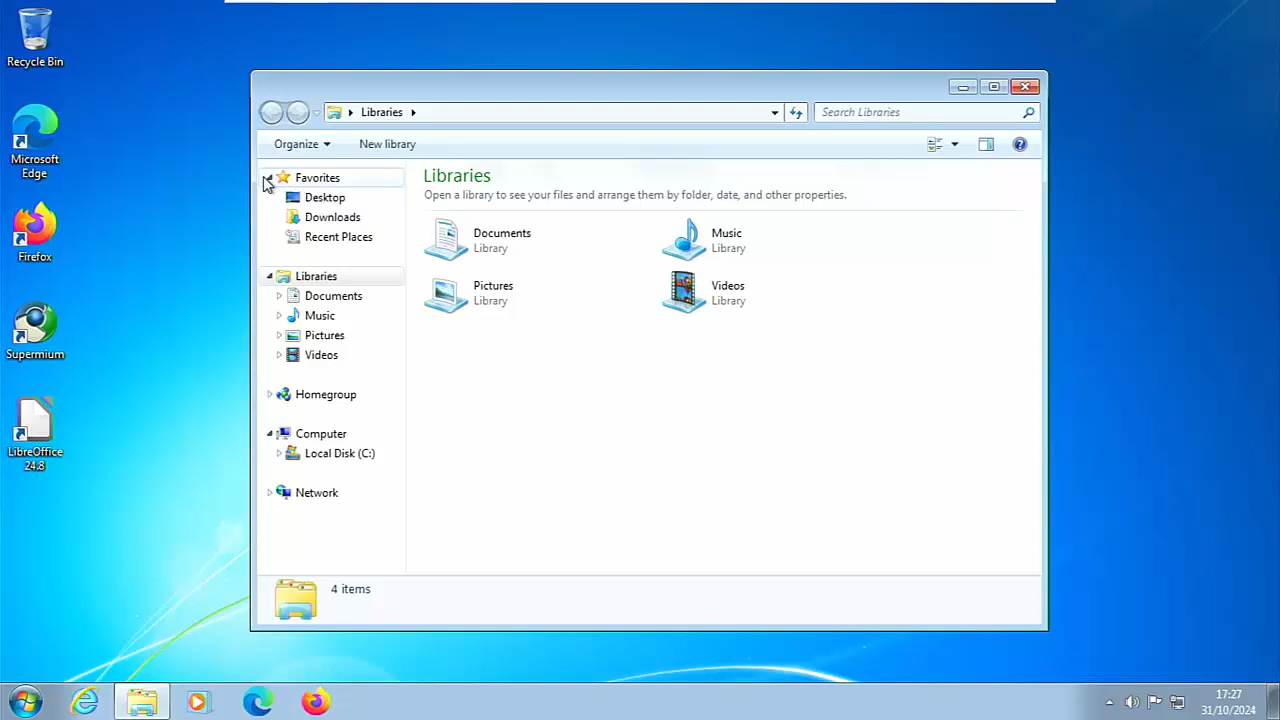 Recycle Bin
Microsoft
Edge
Firefox
Supermium
LibreOffice
24.8
Libraries
Search Libraries
Organize
New library
Favorites
Desktop
Downloads
Recent Places
Libraries
Documents
Music
Pictures
Videos
Homegroup
Computer
Local Disk (C:)
Network
Libraries
Open a library to see your files and arrange them by folder, date, and other properties.
Documents
Library
Music
Library
Pictures
Library
Videos
Library
4 items
17:27
31/10/2024